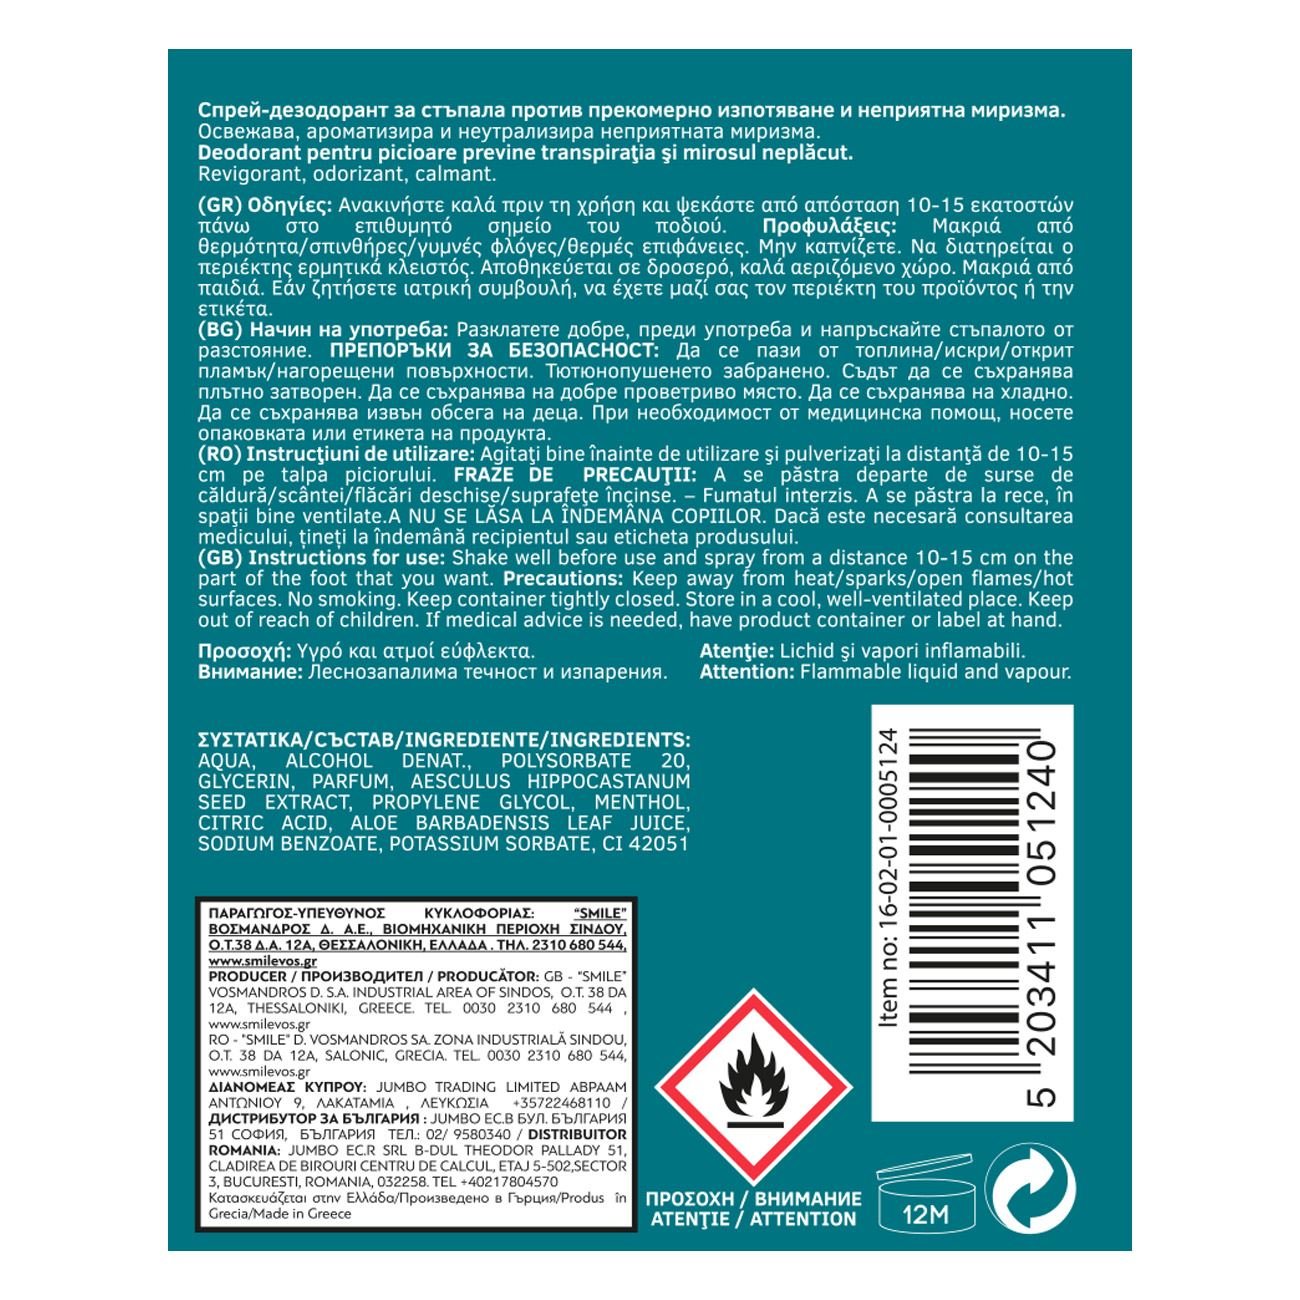 Спрей-дезодорант за стъпала против прекомерно изпотяване и неприятна миризма.
Освежава, ароматизира и неутрализира неприятната миризма.
Deodorant pentru picioare previne transpiraţia şi mirosul neplăcut.
Revigorant, odorizant, calmant.
(GR) Οδηγίες: Ανακινήστε καλά πριν τη χρήση και ψεκάστε από απόσταση 10-15 εκατοστών
πάνω στο επιθυμητό σημείο του ποδιού. Προφυλάξεις: Μακριά από
θερμότητα/σπινθήρες/γυμνές φλόγες/θερμές επιφάνειες. Μην καπνίζετε. Να διατηρείται ο
περιέκτης ερμητικά κλειστός. Αποθηκεύεται σε δροσερό, καλά αεριζόμενο χώρο. Μακριά από
παιδιά. Εάν ζητήσετε ιατρική συμβουλή, να έχετε μαζί σας τον περιέκτη του προϊόντος ή την
ετικέτα.
(BG) Начин на употреба: Разклатете добре, преди употреба и напръскайте стъпалото от
разстояние. ПРЕПОРЪКИ ЗА БЕЗОПАСНОСТ: Да се пази от топлина/искри/открит
пламък/нагорещени повърхности. Тютюнопушенето забранено. Съдът да се съхранява
плътно затворен. Да се съхранява на добре проветриво място. Да се съхранява на хладно.
Да се съхранява извън обсега на деца. При необходимост от медицинска помощ, носете
опаковката или етикета на продукта.
(RO) Instrucţiuni de utilizare: Agitaţi bine înainte de utilizare şi pulverizaţi la distanţă de 10-15
cm pe talpa piciorului. FRAZE DE PRECAUŢII: A se păstra departe de surse de
căldură/scântei/flăcări deschise/suprafeţe încinse. – Fumatul interzis. A se păstra la rece, în
spaţii bine ventilate.A NU SE LĂSA LA ÎNDEMÂNA COPIILOR. Dacă este necesară consultarea
medicului, țineți la îndemână recipientul sau eticheta produsului.
(GB) Instructions for use: Shake well before use and spray from a distance 10-15 cm on the
part of the foot that you want. Precautions: Keep away from heat/sparks/open flames/hot
surfaces. No smoking. Keep container tightly closed. Store in a cool, well-ventilated place. Keep
out of reach of children. If medical advice is needed, have product container or label at hand.
Προσοχή: Υγρό και ατμοί εύφλεκτα.
Внимание: Леснозапалима течност и изпарения.
Atenţie: Lichid şi vapori inflamabili.
Attention: Flammable liquid and vapour.
ΣΥΣΤΑΤΙΚΑ/СЪСТАВ/INGREDIENTE/INGREDIENTS:
AQUA, ALCOHOL DENAT., POLYSORBATE 20,
GLYCERIN, PARFUM, AESCULUS HIPPOCASTANUM
SEED EXTRACT, PROPYLENE GLYCOL, MENTHOL,
CITRIC ACID, ALOE BARBADENSIS LEAF JUICE,
SODIUM BENZOATE, POTASSIUM SORBATE, CI 42051
ΠΑΡΑΓΩΓΟΣ-ΥΠΕΥΘΥΝΟΣ ΚΥΚΛΟΦΟΡΙΑΣ: “SMILE”
ΒΟΣΜΑΝΔΡΟΣ Δ. Α.Ε., ΒΙΟΜΗΧΑΝΙΚΗ ΠΕΡΙΟΧΗ ΣΙΝΔΟΥ,
Ο.Τ.38 Δ.Α. 12Α, ΘΕΣΣΑΛΟΝΙΚΗ, ΕΛΛΑΔΑ . ΤΗΛ. 2310 680 544,
www.smilevos.gr
PRODUCER / ПРОИЗВОДИТЕЛ / PRODUCĂTOR: GB - "SMILE"
VOSMANDROS D. S.A. INDUSTRIAL AREA OF SINDOS, O.T. 38 DA
12A, THESSALONIKI, GREECE. TEL. 0030 2310 680 544 ,
www.smilevos.gr
RO - "SMILE" D. VOSMANDROS SA. ZONA INDUSTRIALĂ SINDOU,
O.T. 38 DA 12A, SALONIC, GRECIA. TEL. 0030 2310 680 544,
www.smilevos.gr
ΔΙΑΝΟΜΕΑΣ ΚΥΠΡΟΥ: JUMBO TRADING LIMITED ΑΒΡΑΑΜ
ΑΝΤΩΝΙΟΥ 9, ΛΑΚΑΤΑΜΙΑ , ΛΕΥΚΩΣΙΑ +35722468110 /
ДИСТРИБУТОР ЗА БЪЛГАРИЯ : JUMBO EC.B БУЛ. БЪЛГАРИЯ
51 СОФИЯ, БЪЛГАРИЯ ТЕЛ.: 02/ 9580340 / DISTRIBUITOR
ROMANIA: JUMBO EC.R SRL B-DUL THEODOR PALLADY 51,
CLADIREA DE BIROURI CENTRU DE CALCUL, ETAJ 5-502,SECTOR
3, BUCURESTI, ROMANIA, 032258. TEL +40217804570
Κατασκευάζεται στην Ελλάδα/Произведено в Гърция/Produs în
Grecia/Made in Greece
ΠΡΟΣΟΧΗ / ВНИМАНИЕ
ATENŢIE / ATTENTION
Item no: 16-02-01-0005124
5 203411 051240
12M